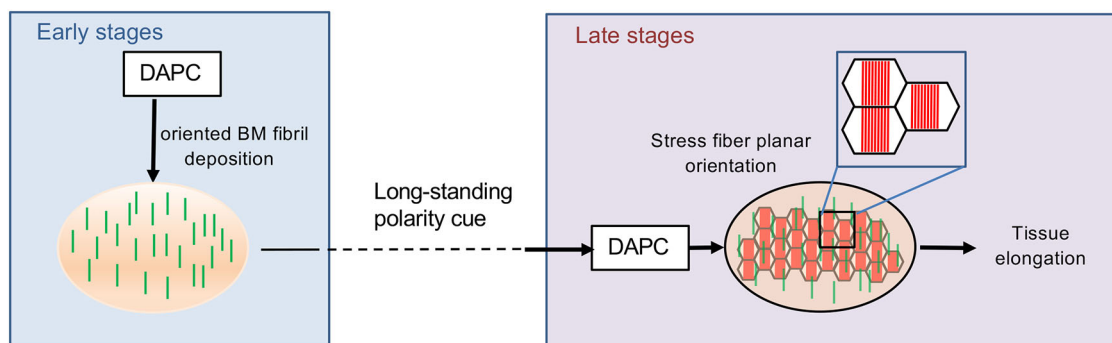 Early stages
DAPC
oriented BM fibril
deposition
Long-standing
polarity cue
Late stages
Stress fiber planar
orientation
DAPC
Tissue
elongation